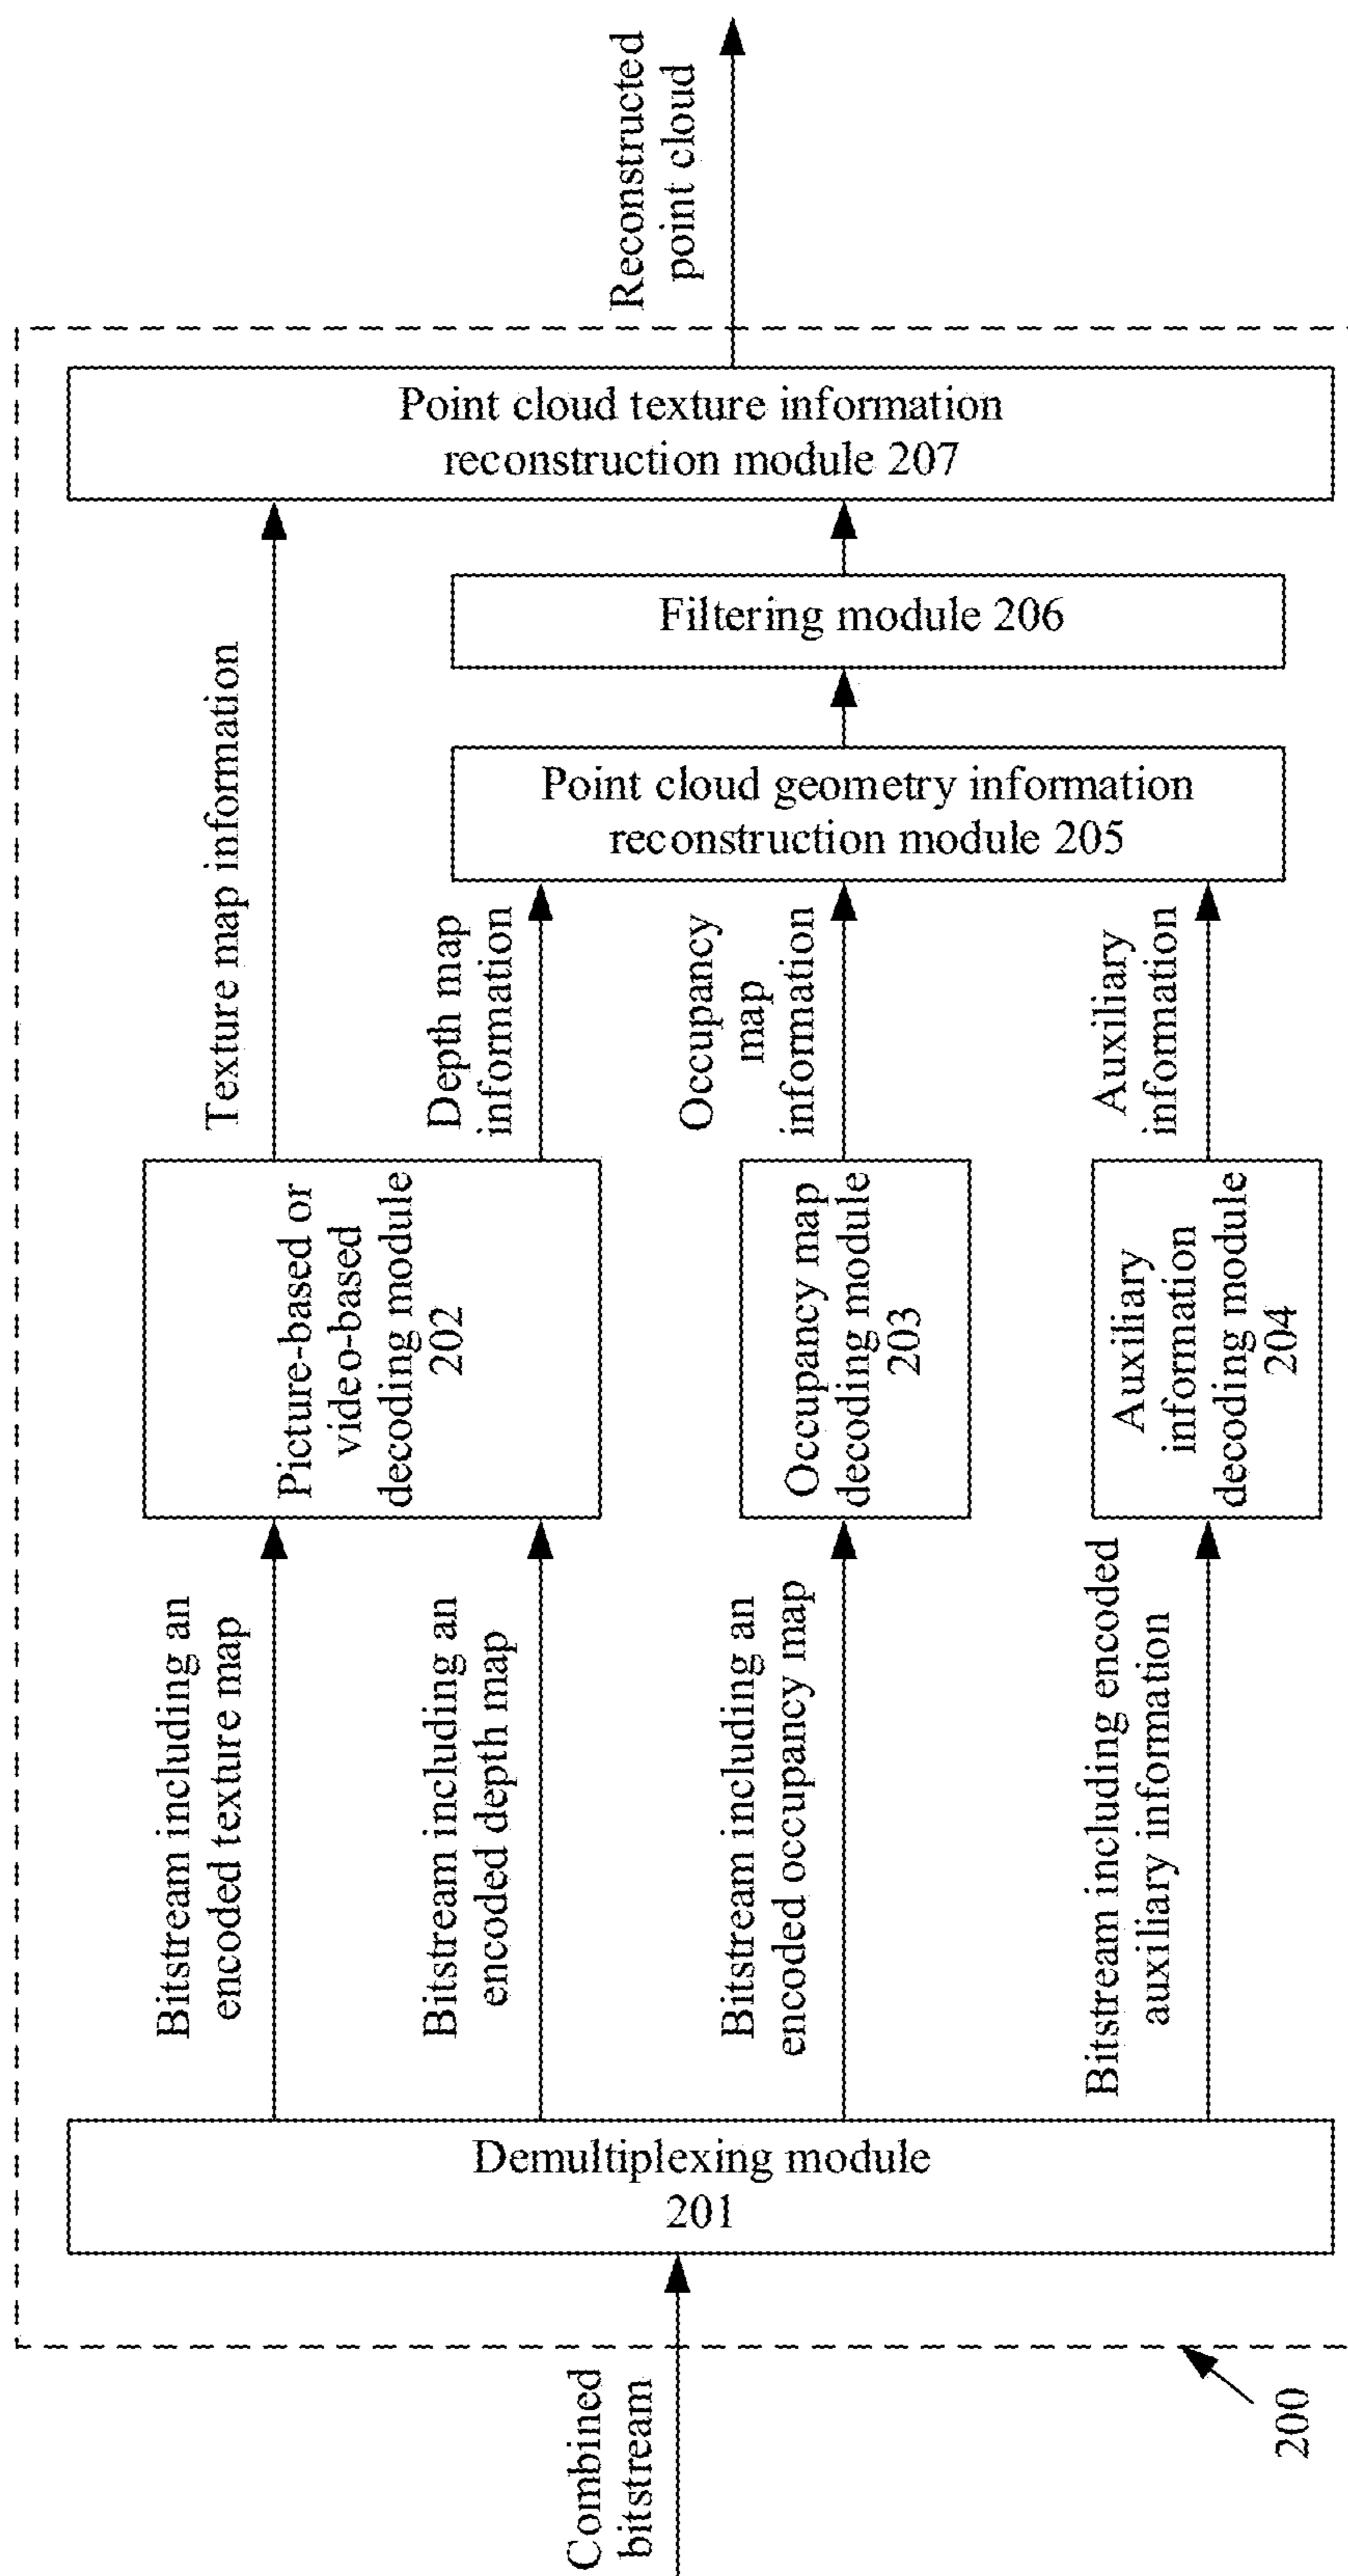 Combined
bitstream
200
Demultiplexing module
201
Bitstream including an
encoded texture map
Bitstream including an
encoded depth map
Bitstream including an
encoded occupancy map
Bitstream including encoded
auxiliary information
Picture-based or
video-based
decoding module
202
Occupancy map
decoding module
203
Auxiliary
information
decoding module
204
Texture map information
Depth map
information
Occupancy
map
information
Auxiliary
information
Point cloud geometry information
reconstruction module 205
Filtering module 206
Point cloud texture information
reconstruction module 207
Reconstructed
point cloud